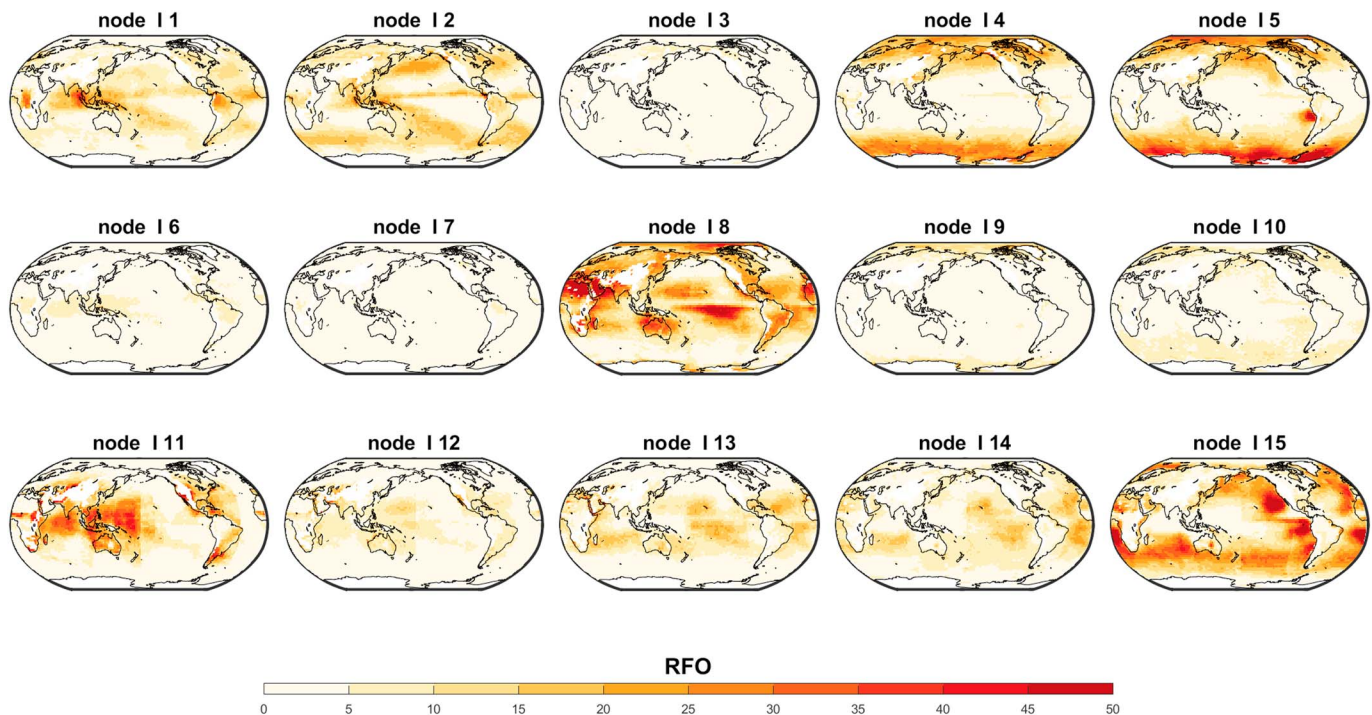 node I 1 node I 2 node I 3 node I 4 node I 5
node I 6 node I 7 node I 8 node I 9 node I 10
node I 11 node I 12 node I 13 node I 14 node I 15
RFO
0 5 10 15 20 25 30 35 40 45 50